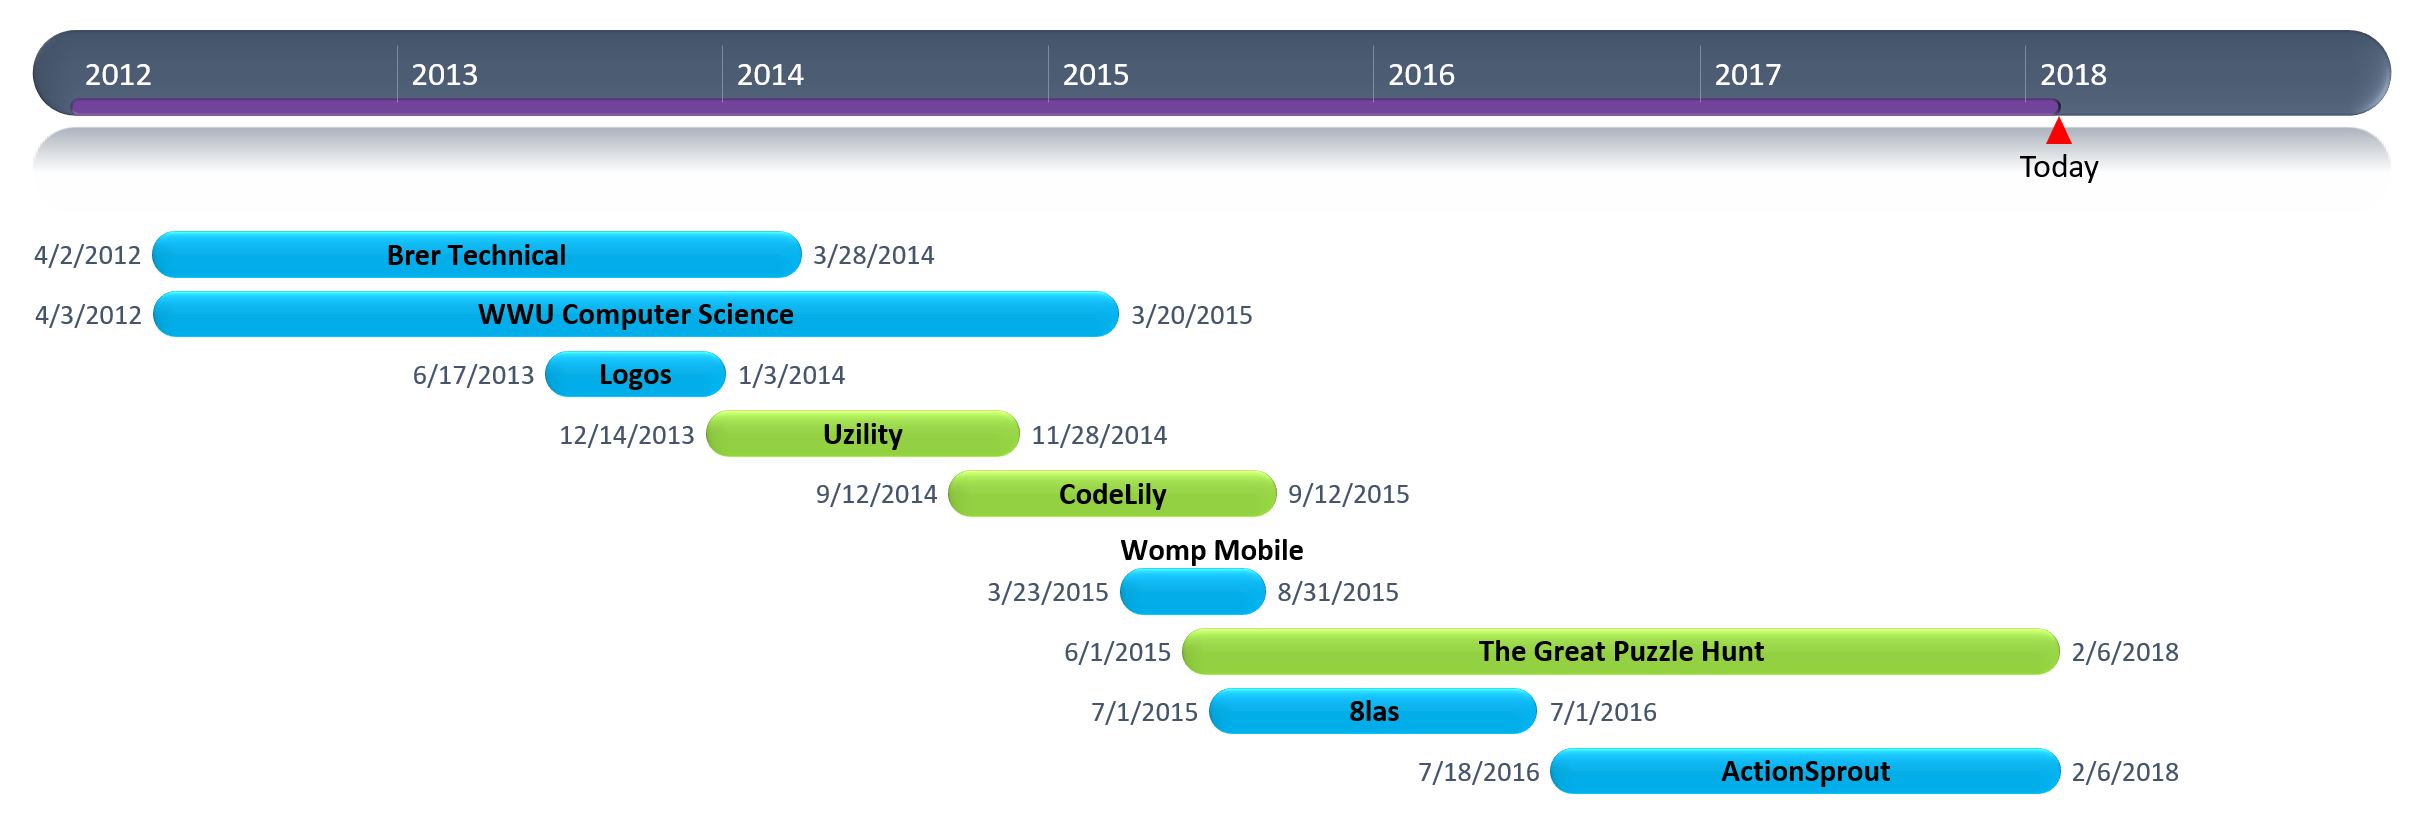 2012 2013 2014 2015 2016 2017 2018
Today
4/2/2012 Brer Technical 3/28/2014
4/3/2012 WWU Computer Science 3/20/2015
6/17/2013 Logos 1/3/2014
12/14/2013 Uzility 11/28/2014
9/12/2014 CodeLily 9/12/2015
Womp Mobile
3/23/2015 8/31/2015
6/1/2015 The Great Puzzle Hunt 2/6/2018
7/1/2015 8las 7/1/2016
7/18/2016 ActionSprout 2/6/2018